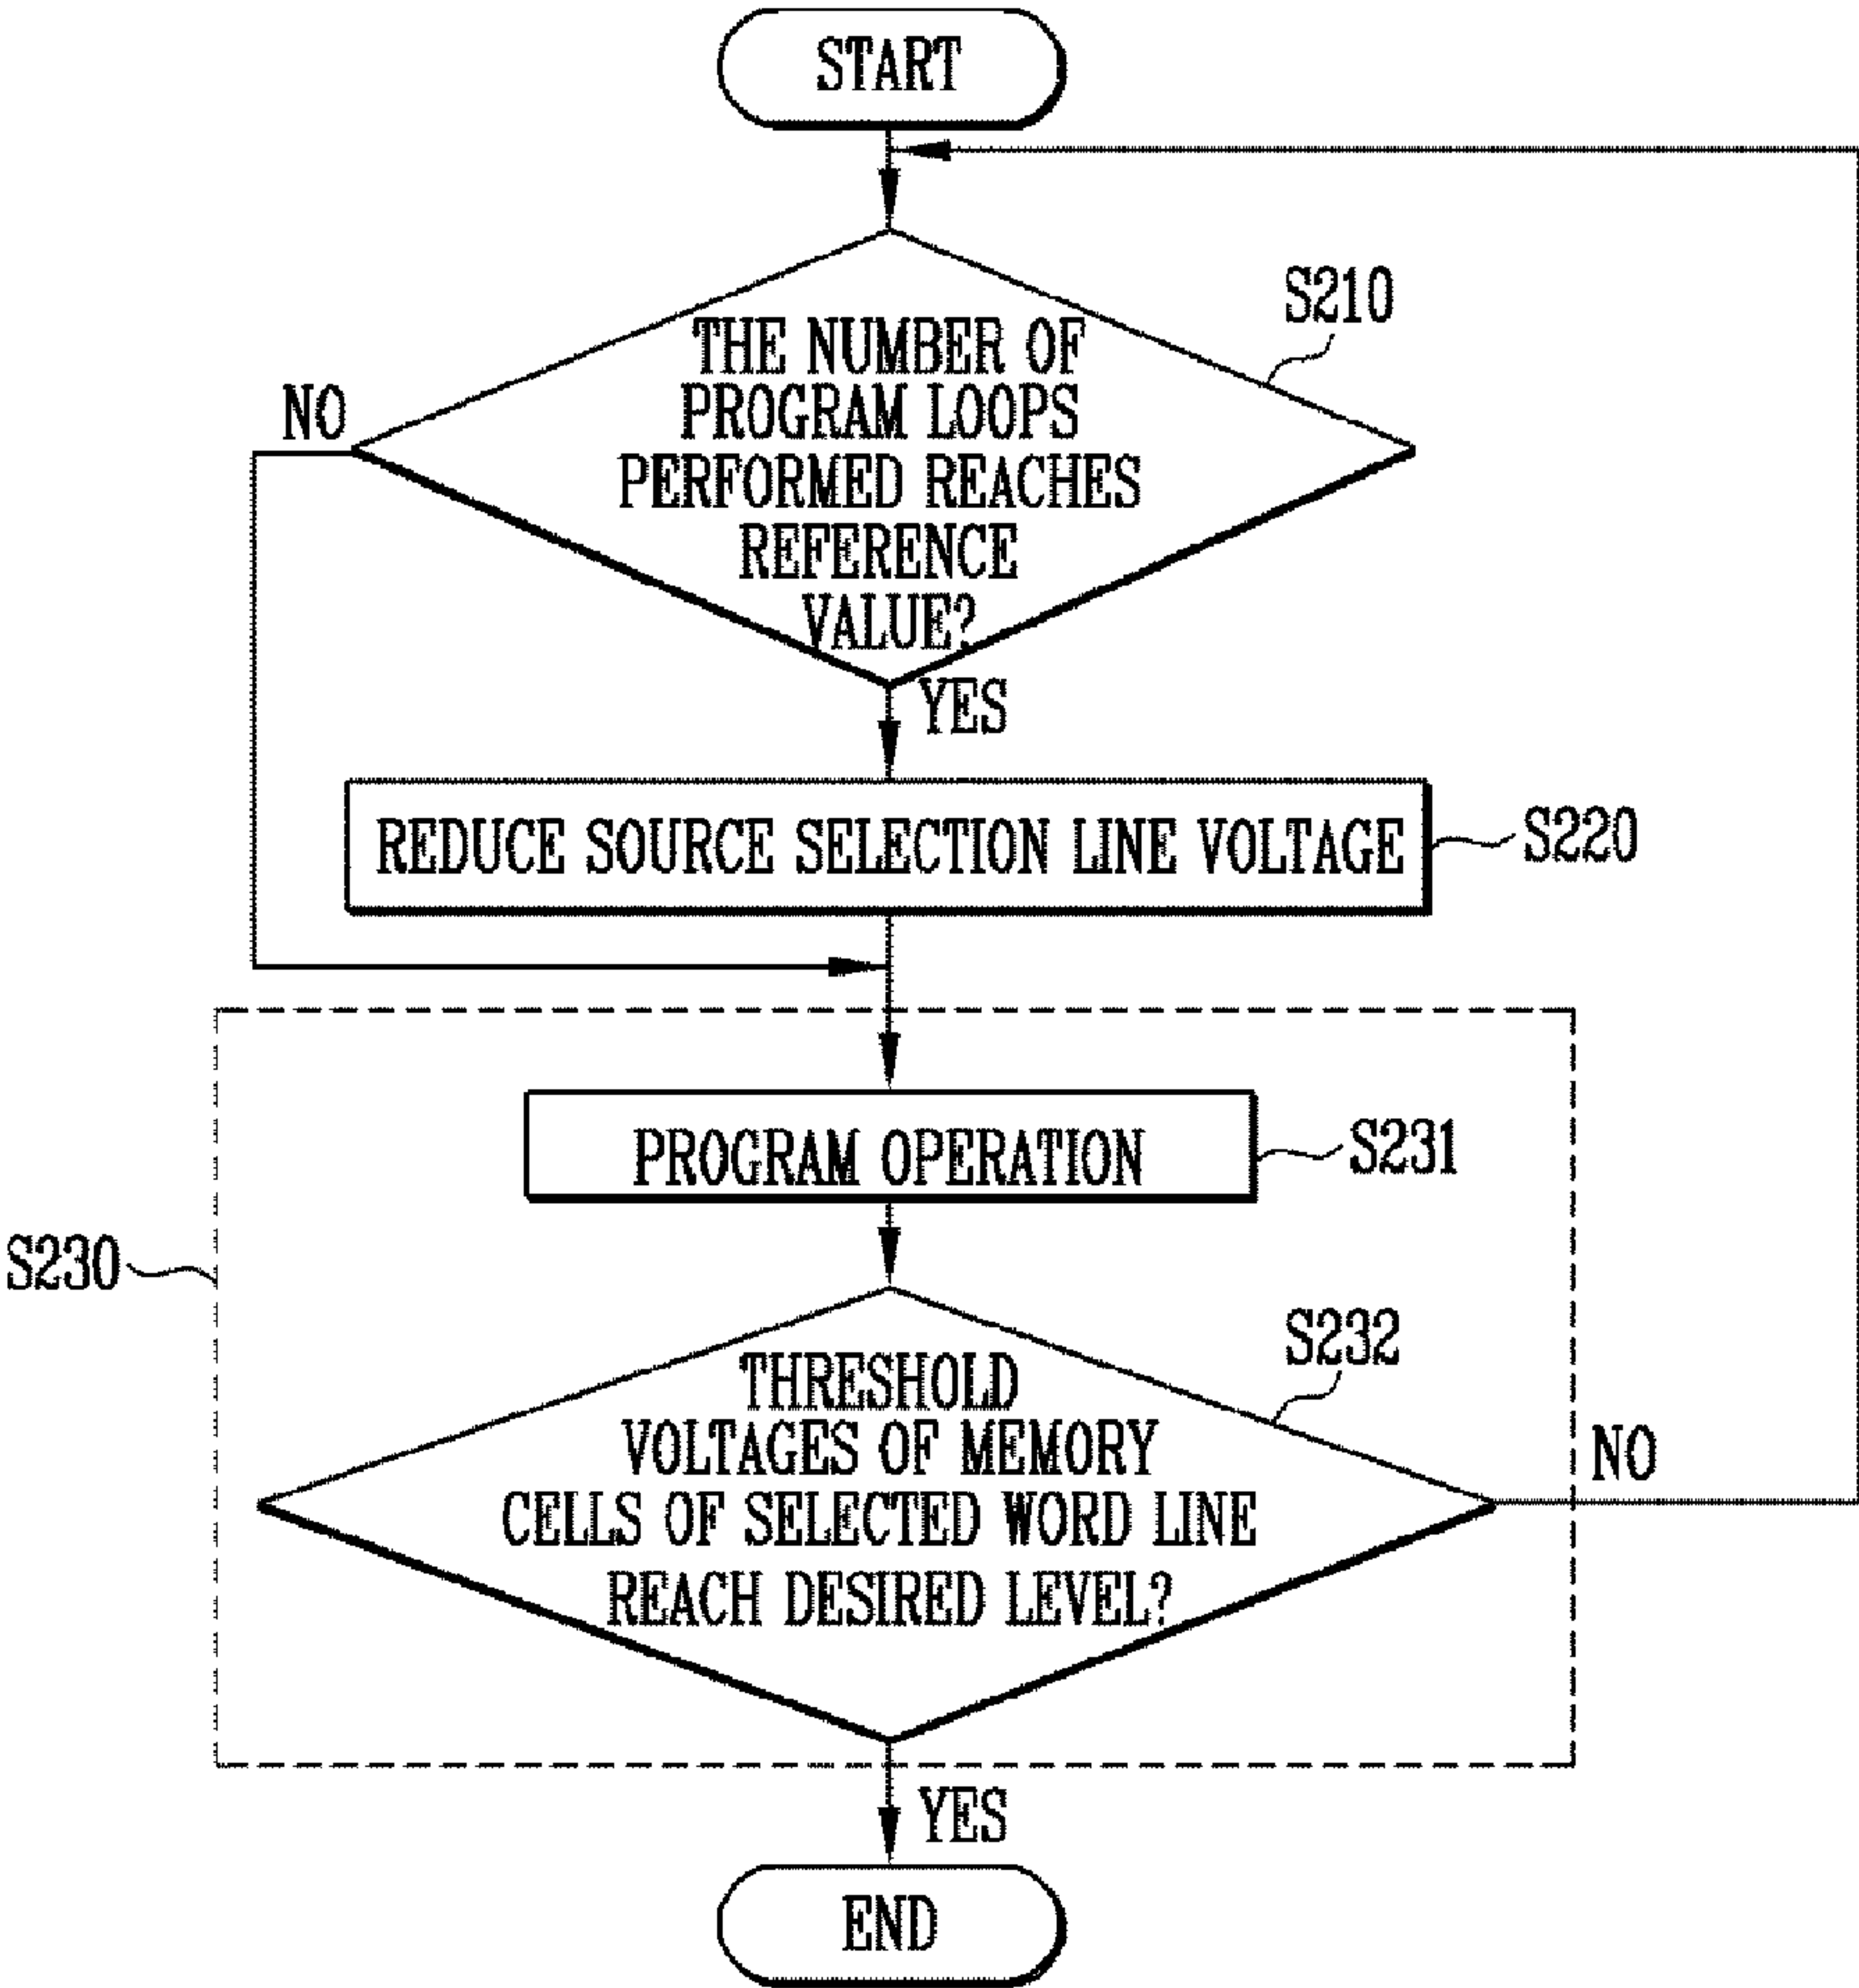 START
S210
THE NUMBER OF
PROGRAM LOOPS
PERFORMED REACHES
REFERENCE
VALUE?
NO
YES
REDUCE SOURCE SELECTION LINE VOLTAGE
S220
PROGRAM OPERATION
S231
S230
S232
THRESHOLD
VOLTAGES OF MEMORY
CELLS OF SELECTED WORD LINE
REACH DESIRED LEVEL?
NO
YES
END